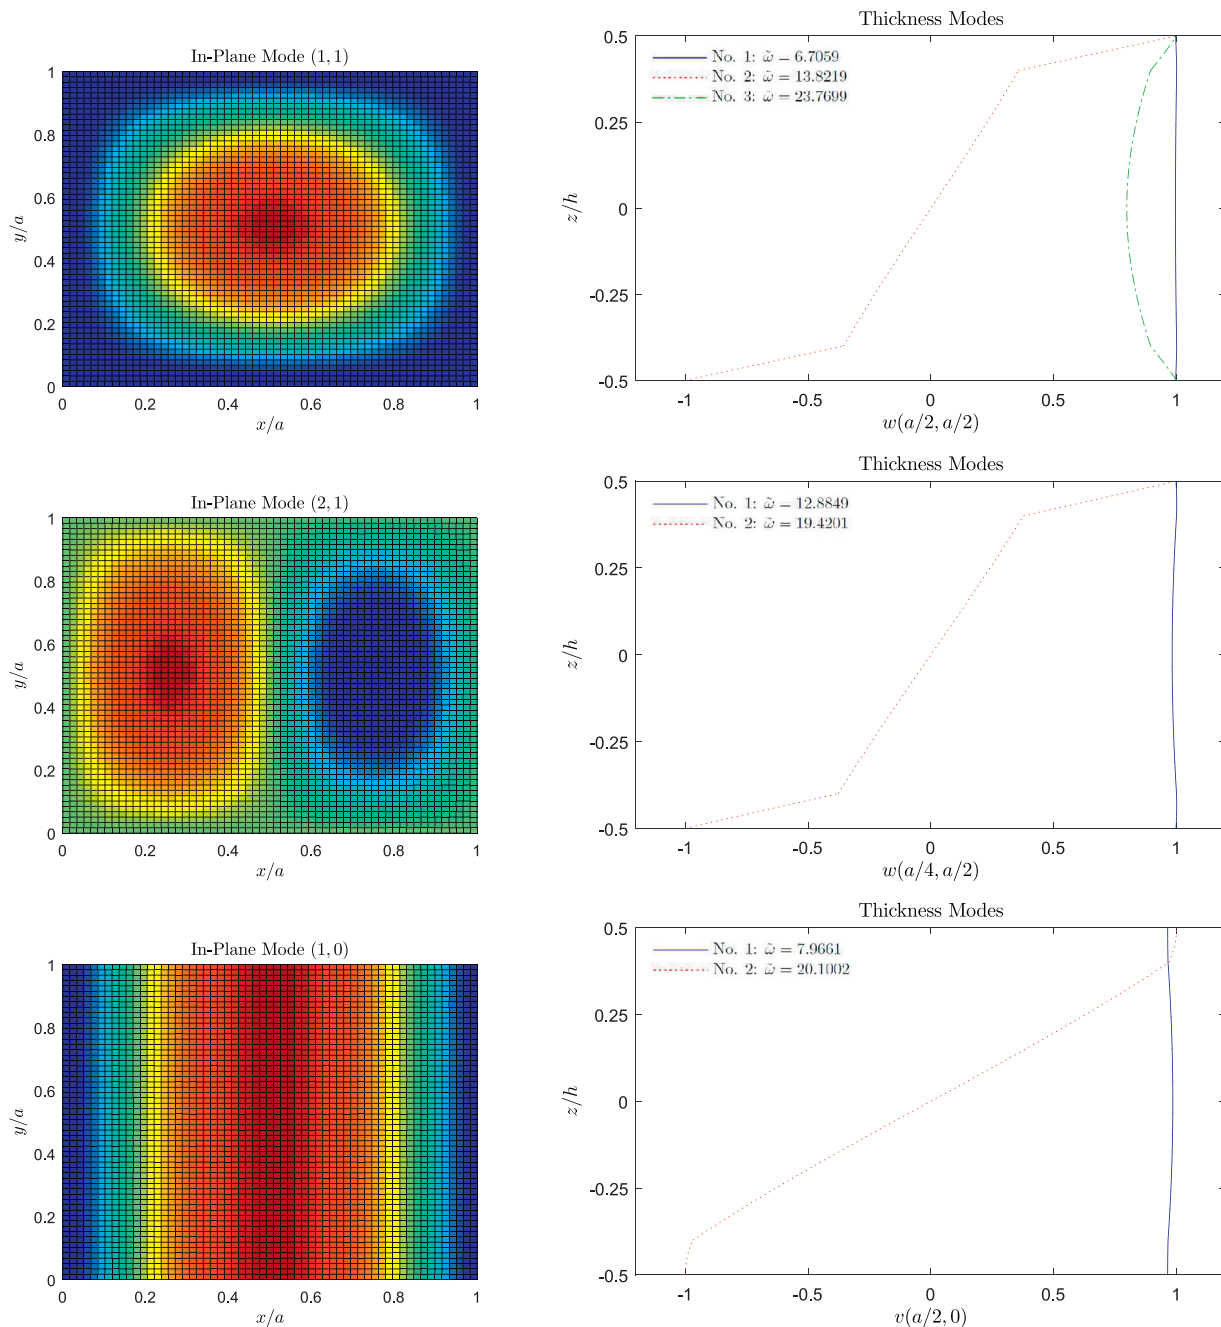 In-Plane Mode (1, 1)
1
0.8
0.6
0.4
0.2
0
0 0.2 0.4 0.6 0.8 1
y/a
x/a
Thickness Modes
No. 1: ω̃ = 6.7059
No. 2: ω̃ = 13.8219
No. 3: ω̃ = 23.7699
0.5
0.25
0
-0.25
-0.5
-1 -0.5 0 0.5 1
z/h
w(a/2, a/2)
In-Plane Mode (2, 1)
1
0.8
0.6
0.4
0.2
0
0 0.2 0.4 0.6 0.8 1
y/a
x/a
Thickness Modes
No. 1: ω̃ = 12.8849
No. 2: ω̃ = 19.4201
0.5
0.25
0
-0.25
-0.5
-1 -0.5 0 0.5 1
z/h
w(a/4, a/2)
In-Plane Mode (1, 0)
1
0.8
0.6
0.4
0.2
0
0 0.2 0.4 0.6 0.8 1
y/a
x/a
Thickness Modes
No. 1: ω̃ = 7.9661
No. 2: ω̃ = 20.1002
0.5
0.25
0
-0.25
-0.5
-1 -0.5 0 0.5 1
z/h
v(a/2, 0)